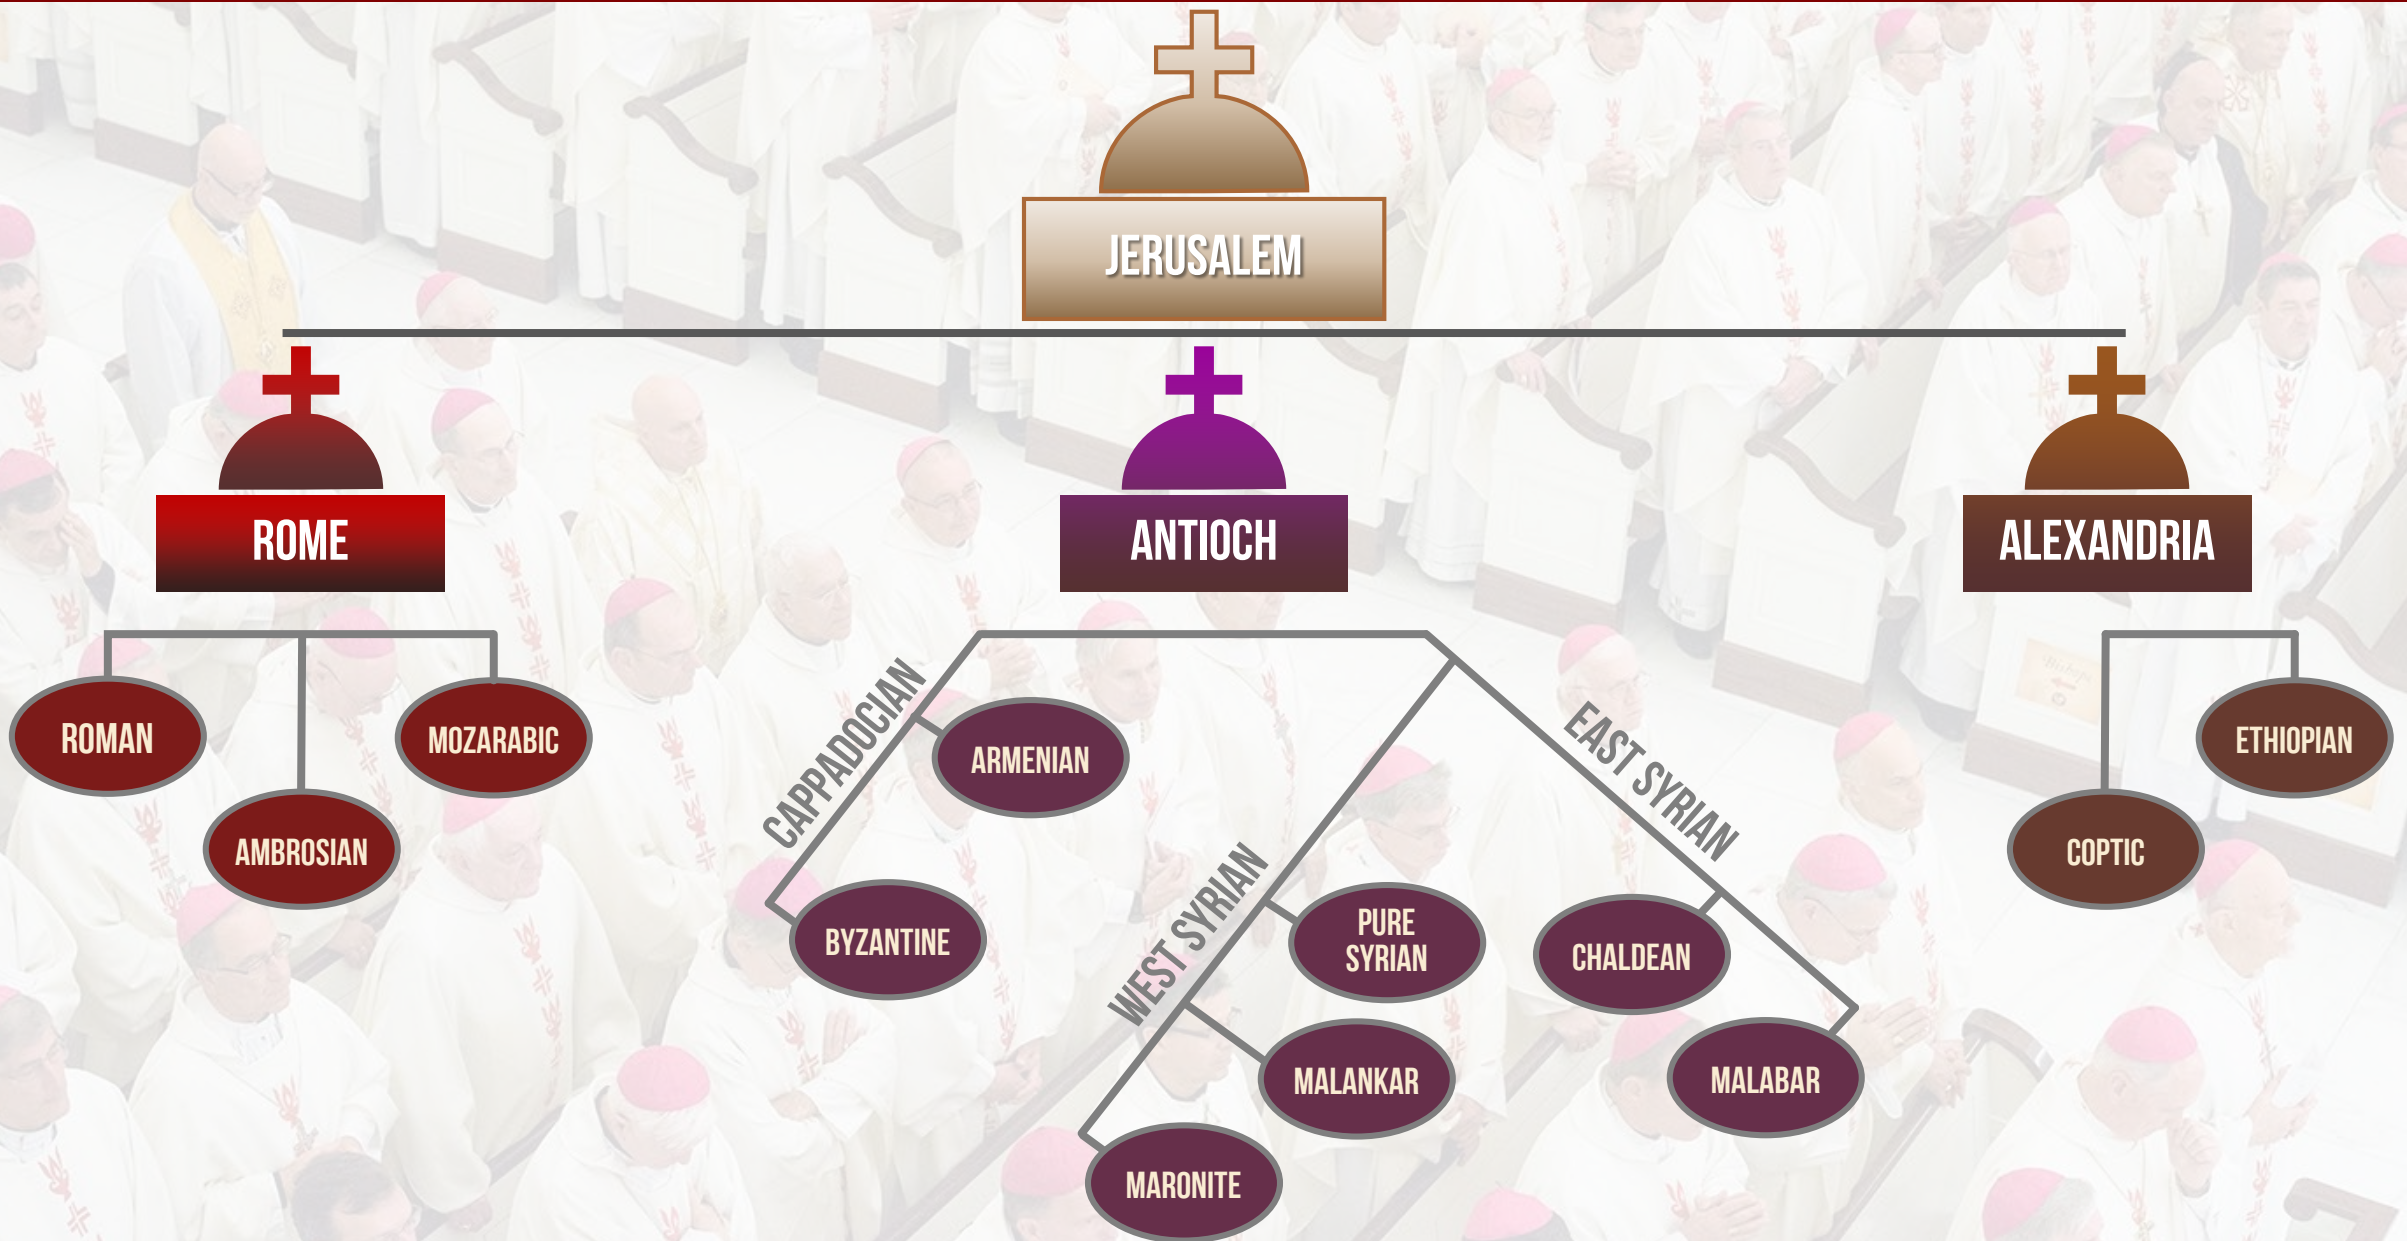 JERUSALEM
ROME
ANTIOCH
ALEXANDRIA
ROMAN
AMBROSIAN
MOZARABIC
CAPPADOCIAN
ARMENIAN
BYZANTINE
WEST SYRIAN
PURE
SYRIAN
MALANKAR
MARONITE
EAST SYRIAN
CHALDEAN
MALABAR
COPTIC
ETHIOPIAN